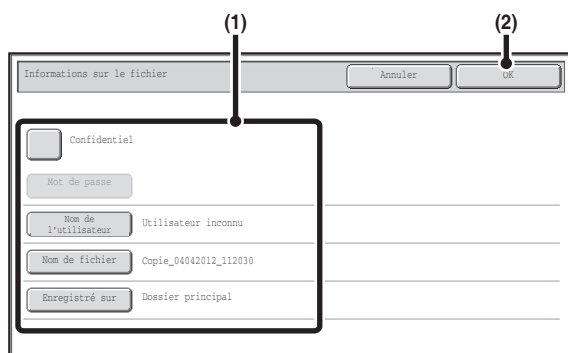 (1) (2)
Informations sur le fichier Annuler OK
Confidentiel
Mot de passe
Nom de
l'utilisateur Utilisateur inconnu
Nom de fichier Copie_04042012_112030
Enregistré sur Dossier principal